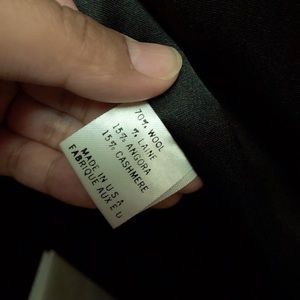 70% WOOL
% LAINE
15% ANGORA
15% CASHMERE
MADE IN U S A
FABRIQUE AUX E U